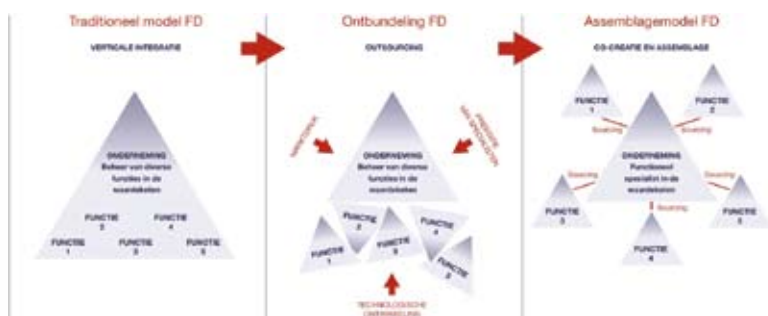 Traditioneel model FD
VERTICALE INTEGRATIE
ONDERNEMING
Beheer van diverse
functies in de
waardeketen
FUNCTIE
2
FUNCTIE
4
FUNCTIE
1
FUNCTIE
3
FUNCTIE
5
Ontbundeling FD
OUTSOURCING
ONDERNEMING
Beheer van diverse
functies in de
waardeketen
FUNCTIE
1
FUNCTIE
2
FUNCTIE
3
FUNCTIE
4
FUNCTIE
5
TECHNOLOGISCHE
ONTWIKKELING
Assemblagemodel FD
CO-CREATIE EN ASSEMBLAGE
FUNCTIE
1
FUNCTIE
2
Sourcing
Sourcing
ONDERNEMING
Functioneel
specialist in de
waardeketen
Sourcing
Sourcing
FUNCTIE
3
FUNCTIE
5
Sourcing
FUNCTIE
4